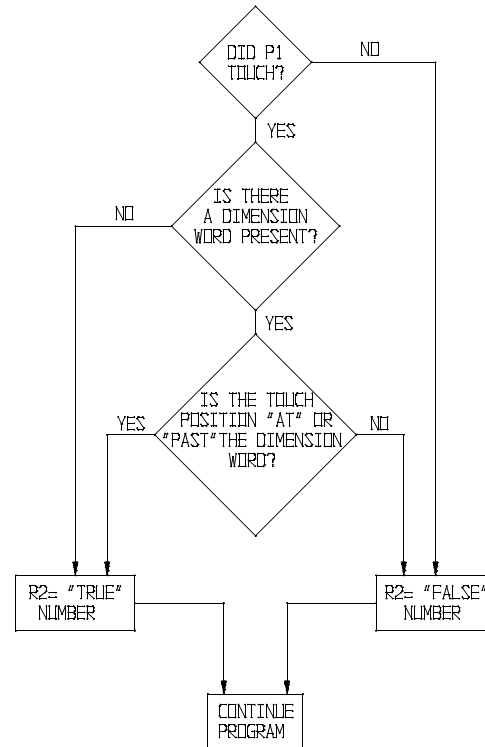 DID P1
TOUCH?
NO
YES
IS THERE
A DIMENSION
WORD PRESENT?
NO
YES
IS THE TOUCH
POSITION "AT" OR
"PAST"THE DIMENSION
WORD?
YES
NO
R2= "TRUE"
NUMBER
R2= "FALSE"
NUMBER
CONTINUE
PROGRAM